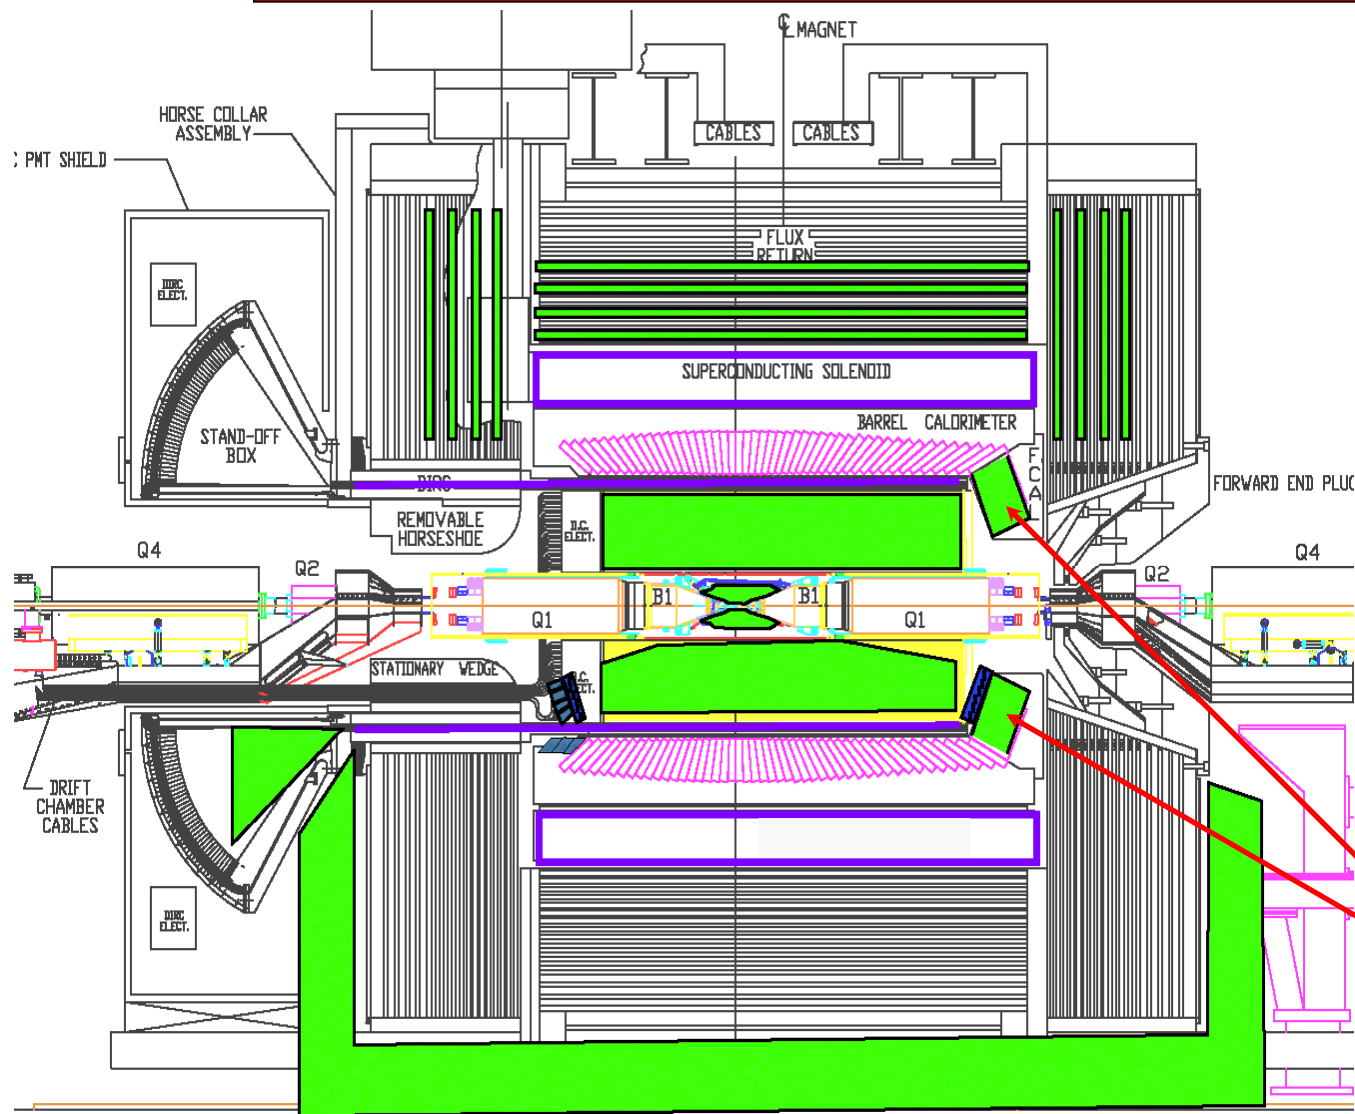 ℄ MAGNET
HORSE COLLAR
ASSEMBLY
CABLES
CABLES
C PMT SHIELD
FLUX
RETURN
DIRC
ELECT.
SUPERCONDUCTING SOLENOID
BARREL CALORIMETER
STAND-OFF
BOX
F.
C
A
L
DIRC
FORWARD END PLUG
REMOVABLE
HORSESHOE
D.C.
ELECT.
Q4
Q2
Q2
Q4
B1
B1
Q1
Q1
STATIONARY WEDGE
D.C.
ELECT.
DRIFT
CHAMBER
CABLES
DIRC
ELECT.